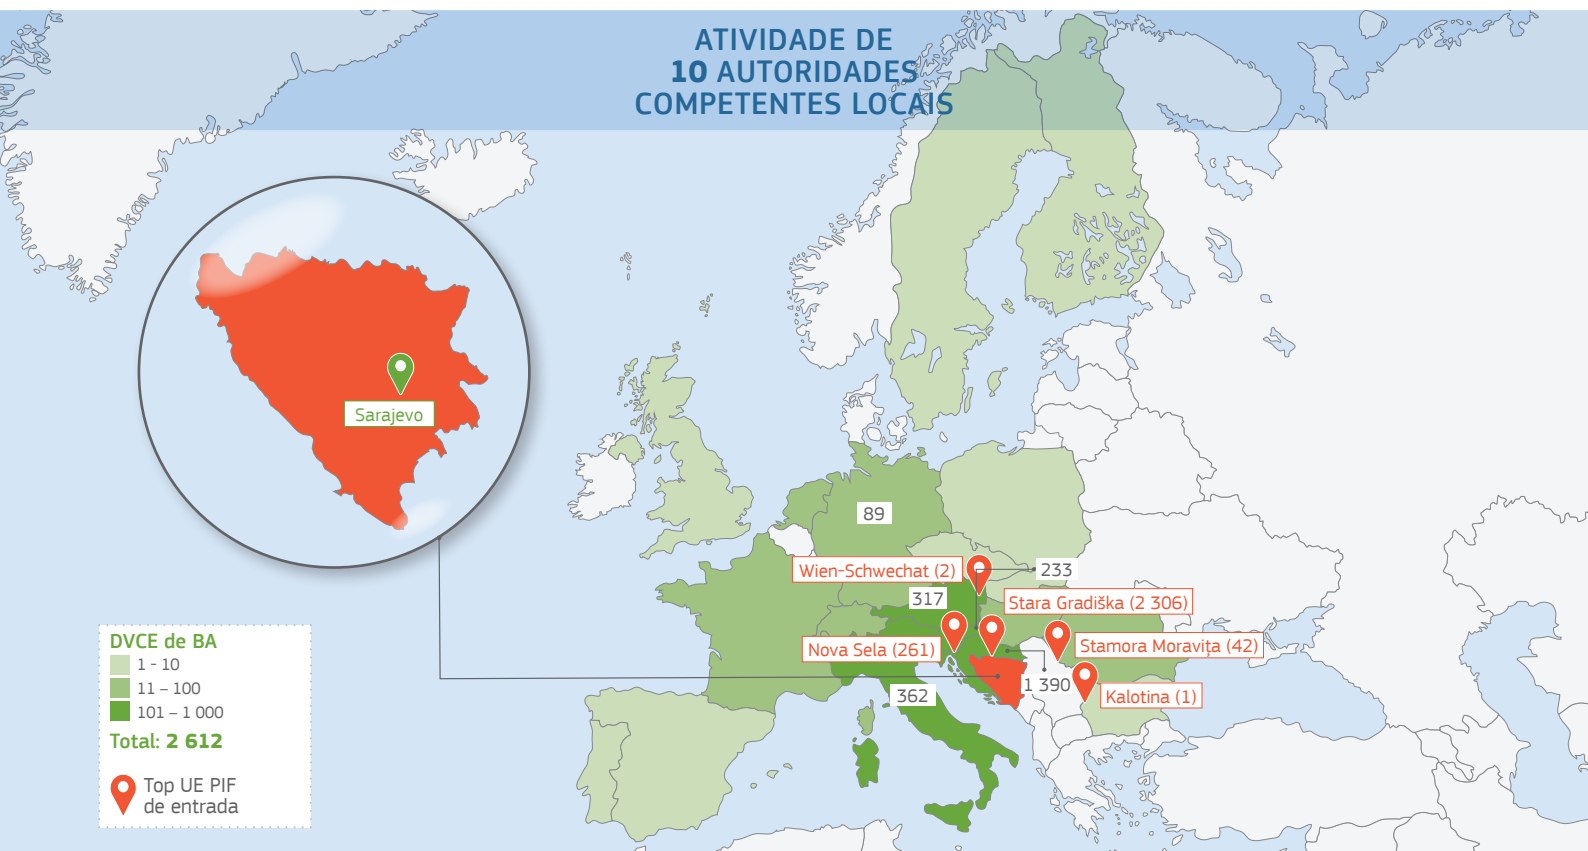 ATIVIDADE DE
10 AUTORIDADES
COMPETENTES LOCAIS
Sarajevo
89
Wien-Schwechat (2)
233
317
Stara Gradiška (2 306)
Nova Sela (261)
Stamora Moravița (42)
1 390
362
Kalotina (1)
DVCE de BA
1 - 10
11 – 100
101 – 1 000
Total: 2 612
Top UE PIF
de entrada